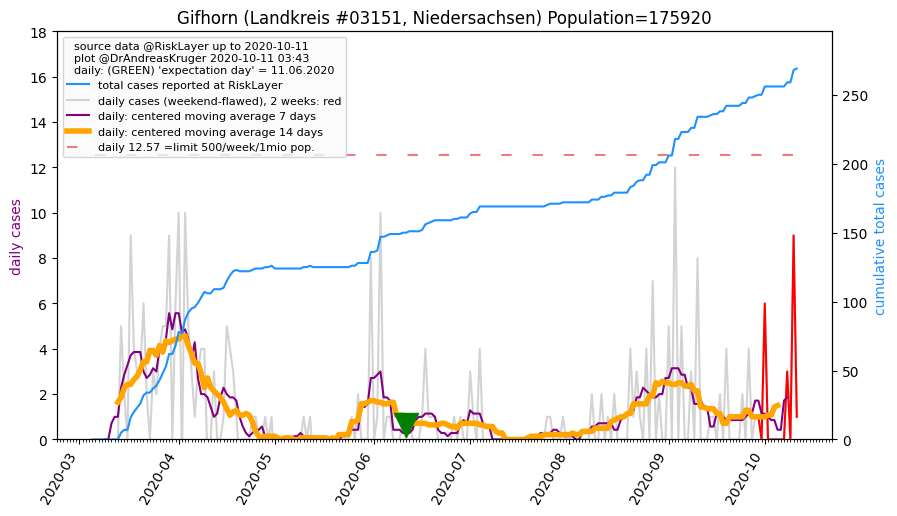 Gifhorn (Landkreis #03151, Niedersachsen) Population=175920
source data @RiskLayer up to 2020-10-11
plot @DrAndreasKruger 2020-10-11 03:43
daily: (GREEN) 'expectation day' = 11.06.2020
total cases reported at RiskLayer
daily cases (weekend-flawed), 2 weeks: red
daily: centered moving average 7 days
daily: centered moving average 14 days
daily 12.57 =limit 500/week/1mio pop.
daily cases
18
16
14
12
10
8
6
4
2
0
cumulative total cases
250
200
150
100
50
0
2020-03
2020-04
2020-05
2020-06
2020-07
2020-08
2020-09
2020-10